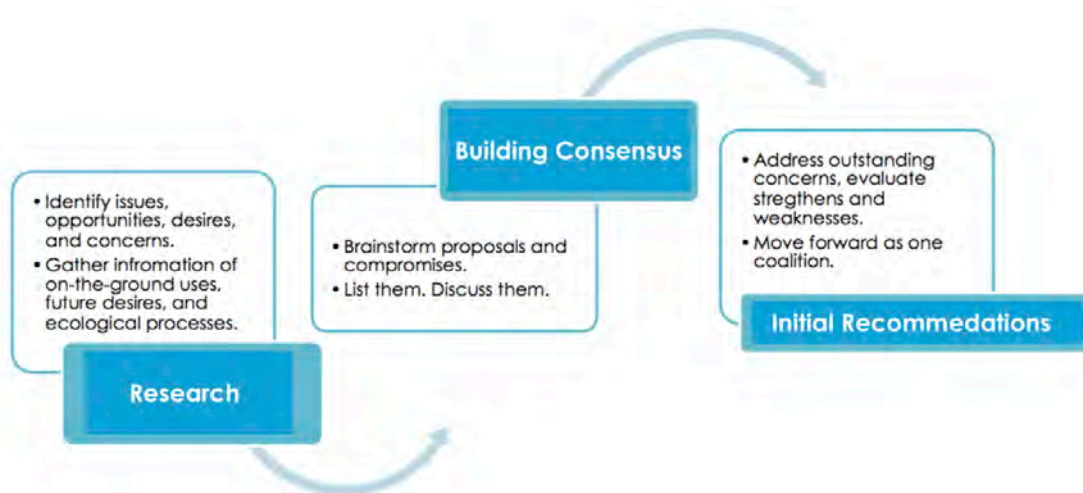 • Identify issues,
opportunities, desires,
and concerns.
• Gather infromation of
on-the-ground uses,
future desires, and
ecological processes.
Research
Building Consensus
• Brainstorm proposals and
compromises.
• List them. Discuss them.
• Address outstanding
concerns, evaluate
stregthens and
weaknesses.
• Move forward as one
coalition.
Initial Recommedations